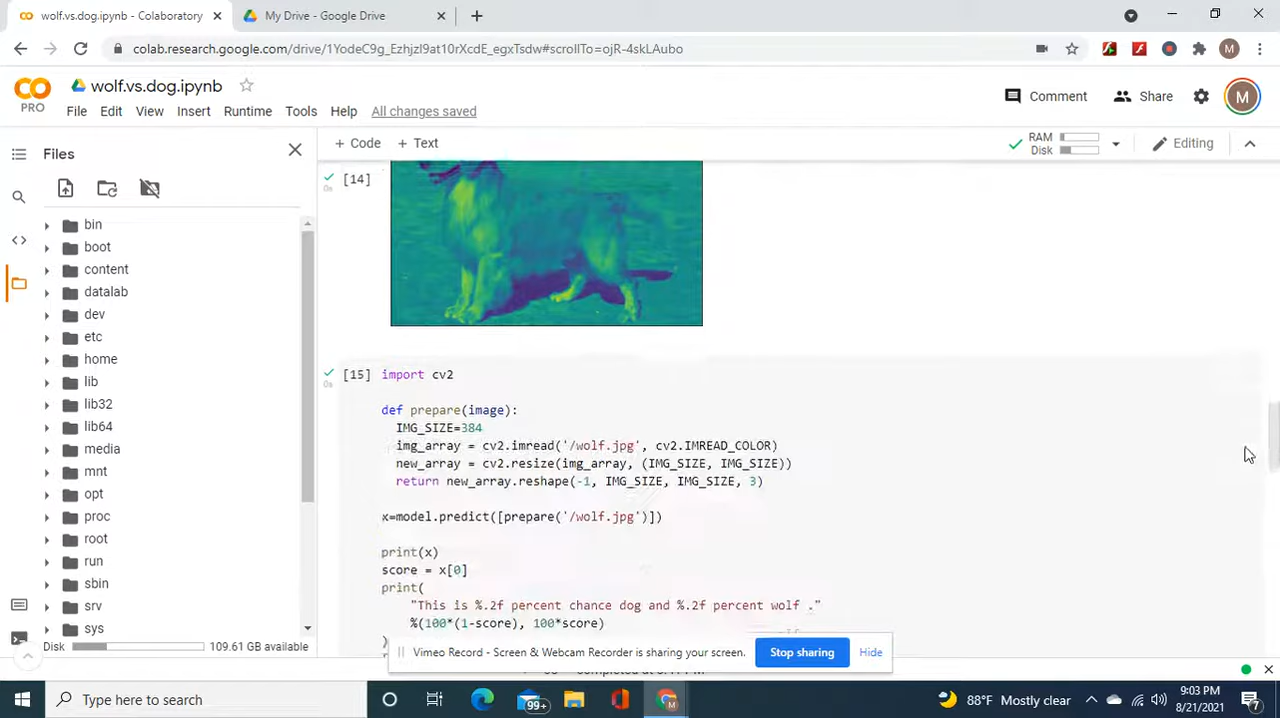 wolf.vs.dog.ipynb - Colaboratory
My Drive - Google Drive
colab.research.google.com/drive/1YodeC9g_EzhjzI9at10rXcdE_egxTsdw#scrollTo=ojR-4skLAubo
M
PRO
wolf.vs.dog.ipynb
File Edit View Insert Runtime Tools Help All changes saved
Comment
Share
M
Files
+ Code + Text
RAM
Disk
Editing
bin
boot
content
datalab
dev
etc
home
lib
lib32
lib64
media
mnt
opt
proc
root
run
sbin
srv
sys
Disk
109.61 GB available
[14]
0s
[15]
0s
import cv2
def prepare(image):
IMG_SIZE=384
img_array = cv2.imread('/wolf.jpg', cv2.IMREAD_COLOR)
new_array = cv2.resize(img_array, (IMG_SIZE, IMG_SIZE))
return new_array.reshape(-1, IMG_SIZE, IMG_SIZE, 3)
x=model.predict([prepare('/wolf.jpg')])
print(x)
score = x[0]
print(
"This is %.2f percent chance dog and %.2f percent wolf ."
%(100*(1-score), 100*score)
)
Vimeo Record - Screen & Webcam Recorder is sharing your screen.
Stop sharing
Hide
Type here to search
99+
M
88°F Mostly clear
9:03 PM
8/21/2021
7